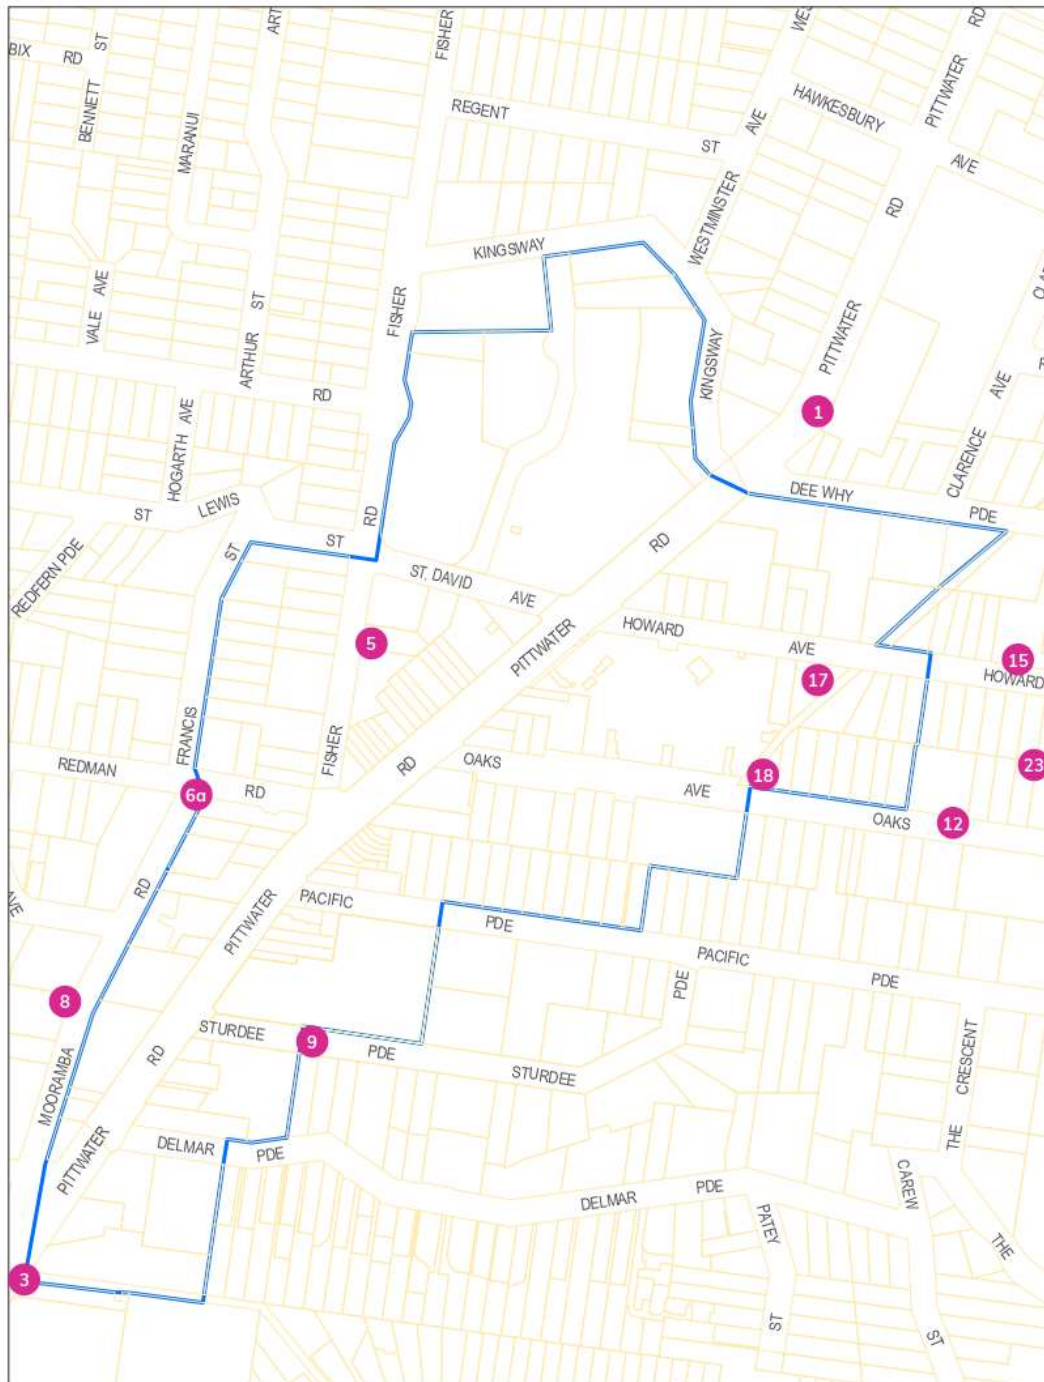 BIX
RD
ST
BENNETT
MARANUI
ART
FISHER
REGENT
ST
WES
AVE
HAWKESBURY
AVE
PITTWATER
RD
RD
WESTMINSTER
KINGSWAY
VALE AVE
ARTHUR
ST
FISHER
RD
KINGSWAY
PITTWATER
1
CLARENCE
AVE
HOGARTH AVE
LEWIS
ST
ST
RD
DEE WHY
PDE
REDFERN PDE
ST
ST. DAVID
AVE
RD
5
PITTWATER
HOWARD
AVE
15
HOWARD
17
FRANCIS
FISHER
REDMAN
RD
6a
RD
OAKS
AVE
18
23
OAKS
12
RD
AVE
PITTWATER
PACIFIC
PDE
PACIFIC
PDE
PDE
8
STURDEE
9
PDE
STURDEE
RD
MOORAMBA
THE
CRESCENT
PITTWATER
DELMAR
PDE
DELMAR
PDE
PATEY
ST
CAREW
ST
THE
3